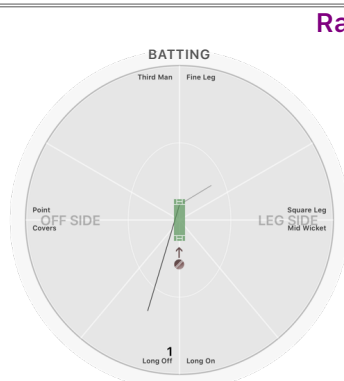 Ra
BATTING
Third Man Fine Leg
Point
Square Leg
OFF SIDE
LEG SIDE
Covers
Mid Wicket
1
Long Off Long On